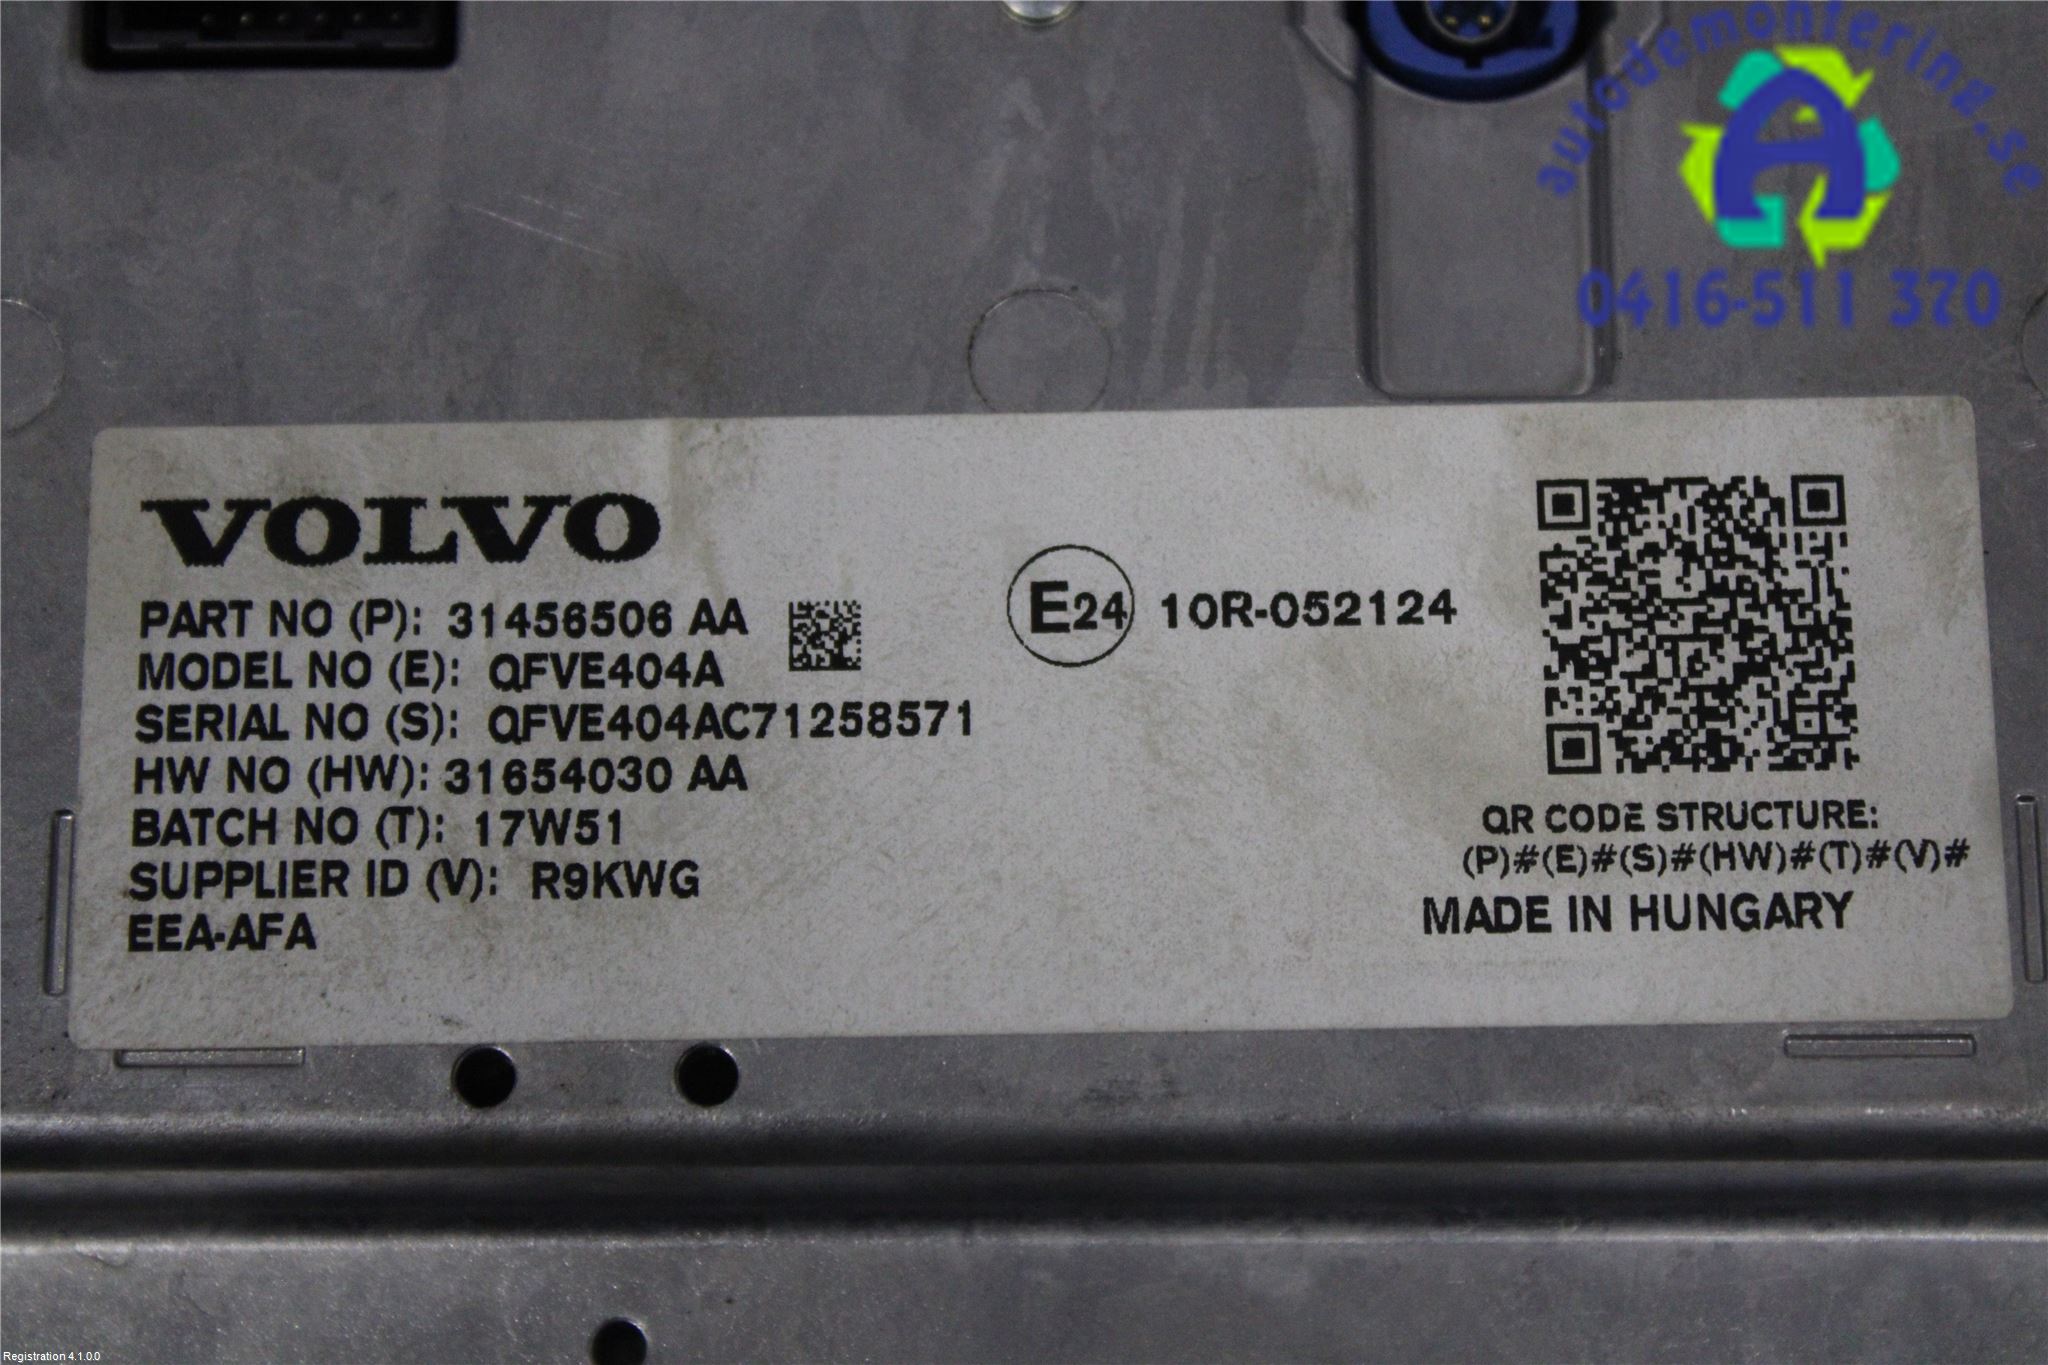 autodemontering.se
A
0416-511 370
VOLVO
PART NO (P): 31456506 AA
MODEL NO (E): QFVE404A
SERIAL NO (S): QFVE404AC71258571
HW NO (HW): 31654030 AA
BATCH NO (T): 17W51
SUPPLIER ID (V): R9KWG
EEA-AFA
E24 10R-052124
QR CODE STRUCTURE:
(P)#(E)#(S)#(HW)#(T)#(V)#
MADE IN HUNGARY
Registration 4.1.0.0